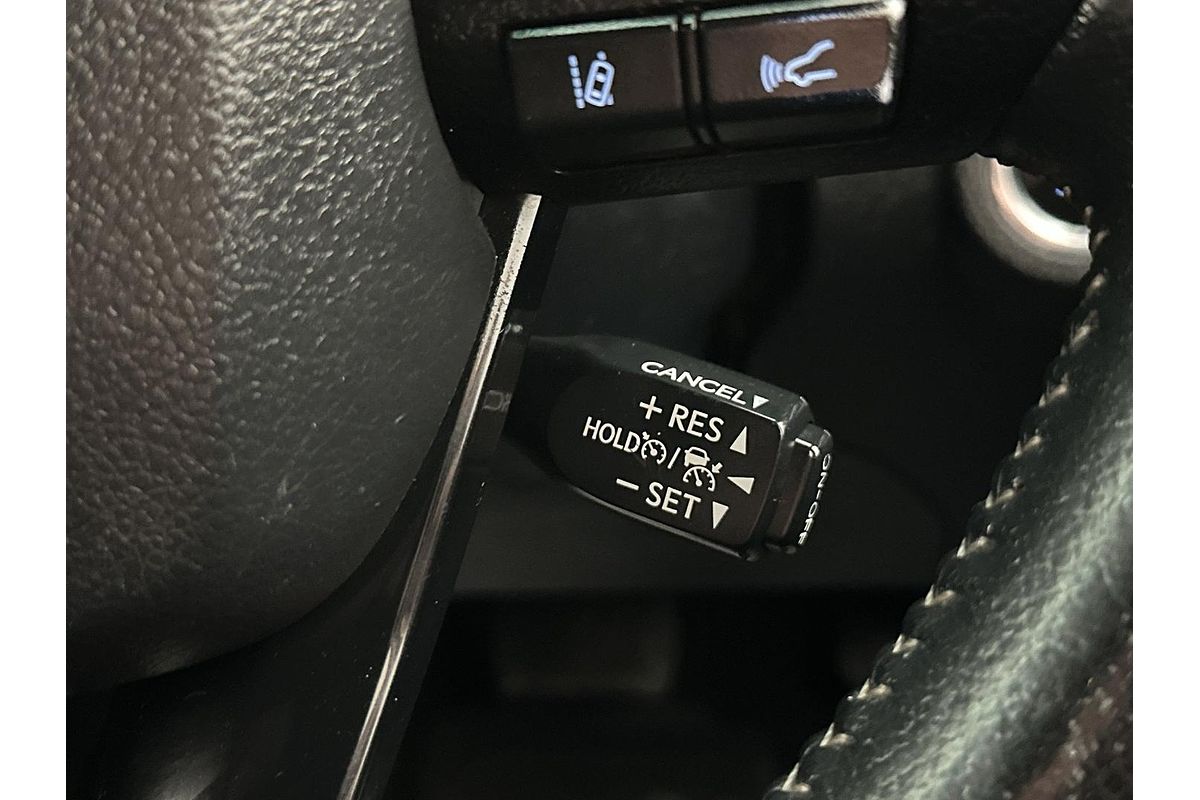 CANCEL▼
+ RES ▲
HOLD / ◀
− SET ▼
ON-OFF